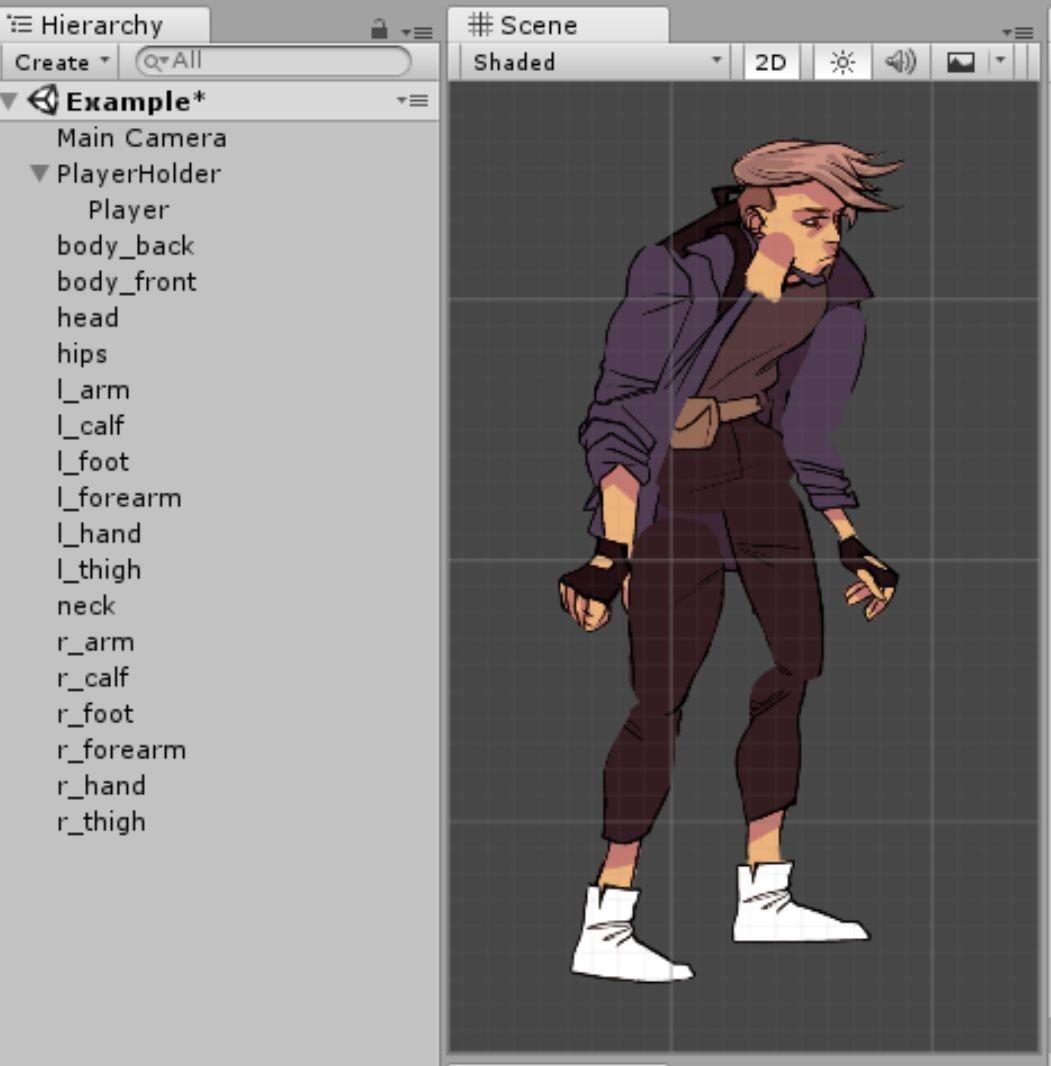 Hierarchy
Create
All
Example*
Main Camera
PlayerHolder
Player
body_back
body_front
head
hips
l_arm
l_calf
l_foot
l_forearm
l_hand
l_thigh
neck
r_arm
r_calf
r_foot
r_forearm
r_hand
r_thigh
Scene
Shaded
2D